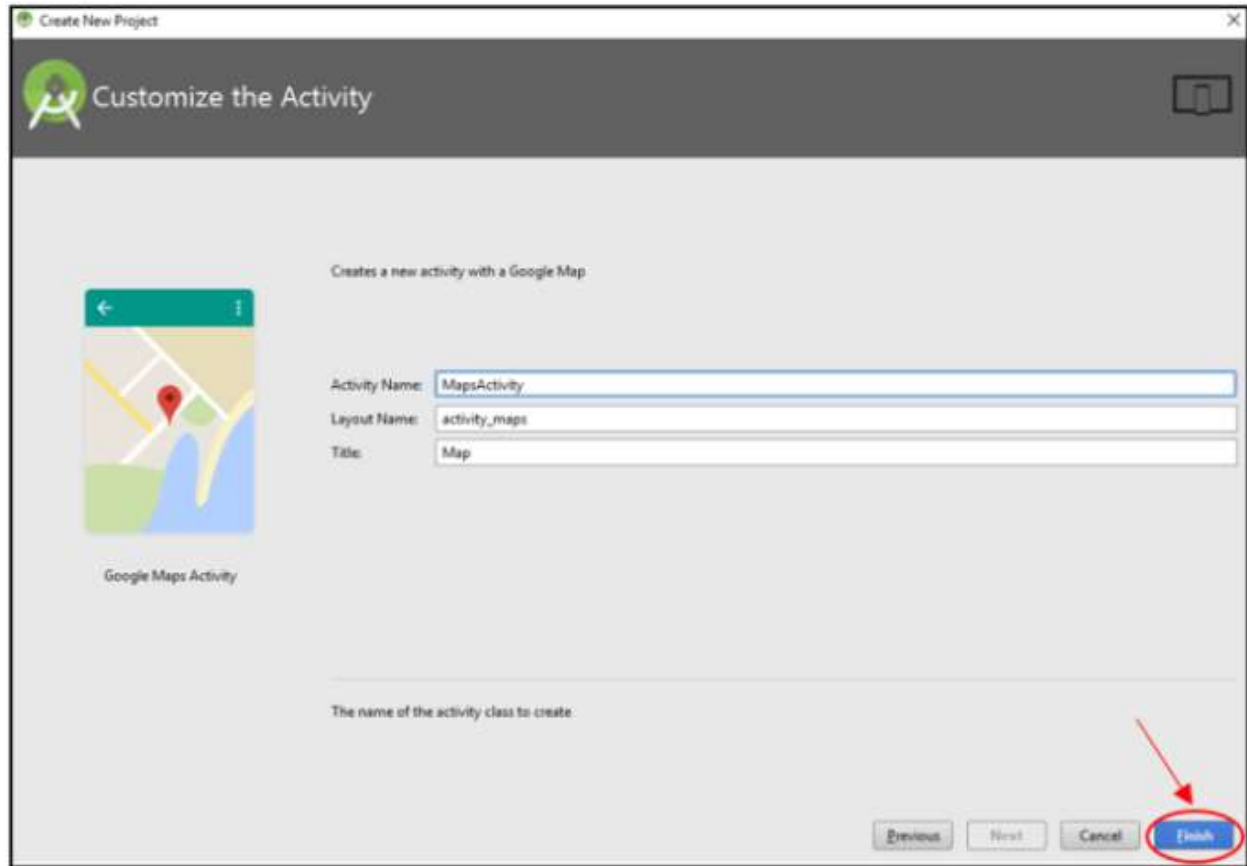 Create New Project
Customize the Activity
Creates a new activity with a Google Map
Activity Name: MapsActivity
Layout Name: activity_maps
Title: Map
Google Maps Activity
The name of the activity class to create
Previous Next Cancel Finish